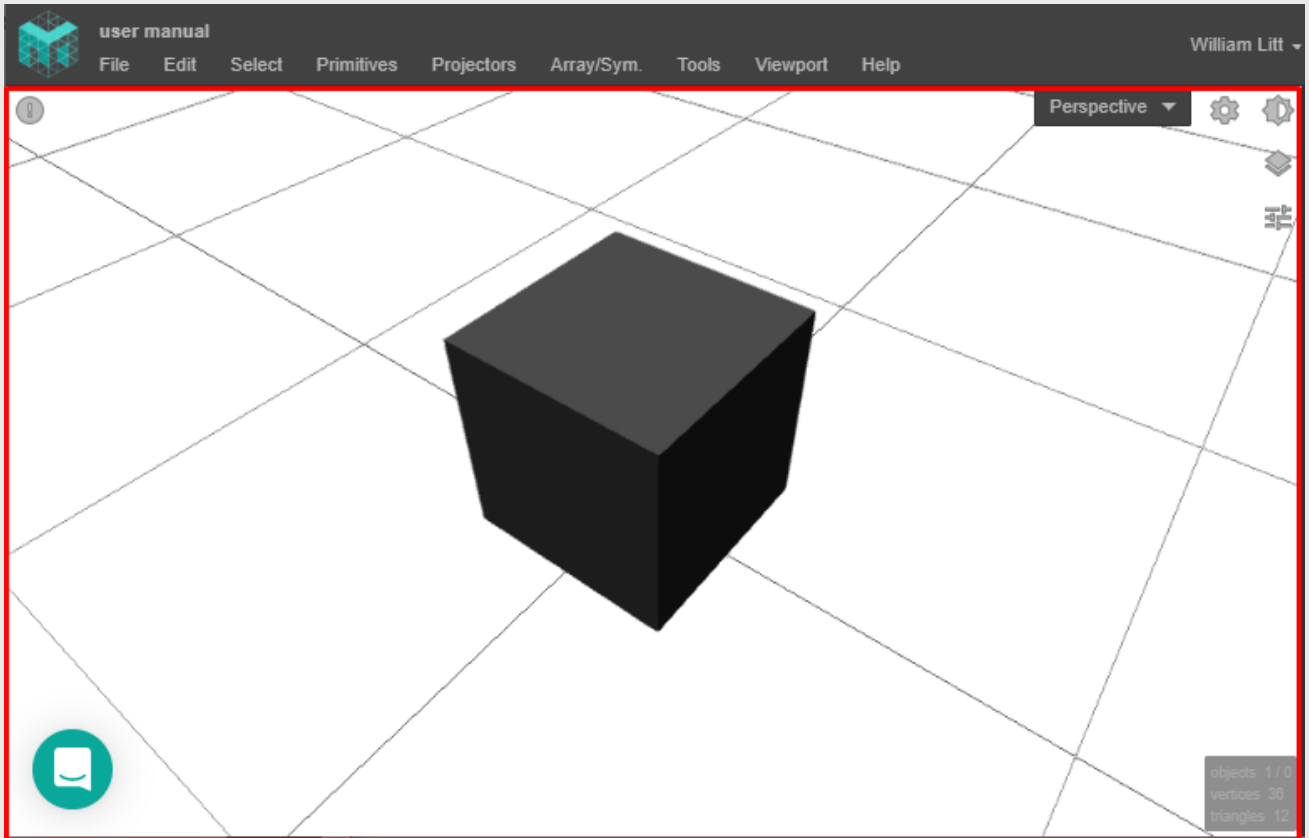 user manual
William Litt
File Edit Select Primitives Projectors Array/Sym. Tools Viewport Help
Perspective
objects 1 / 0
vertices 36
triangles 12